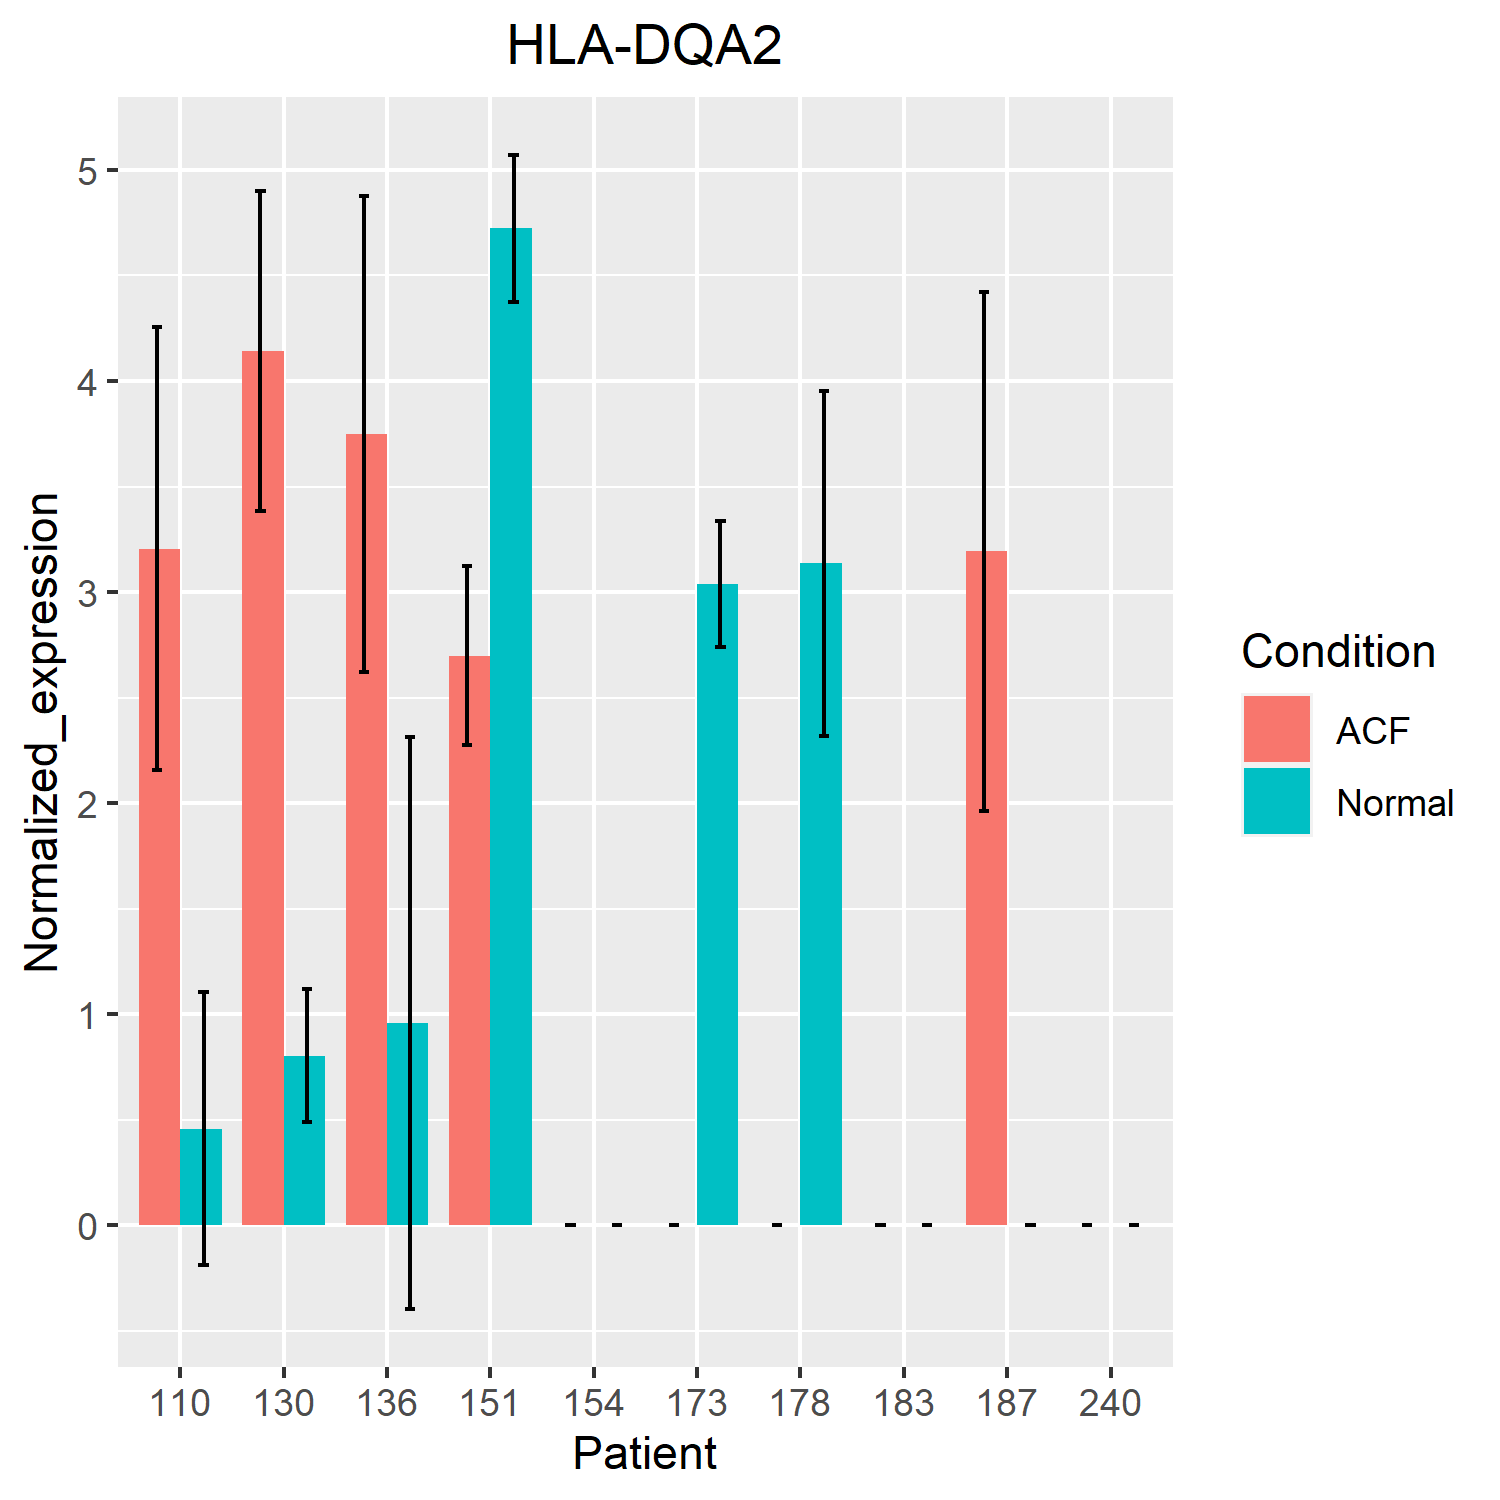 HLA-DQA2
Normalized_expression
5
4
3
2
1
0
110 130 136 151 154 173 178 183 187 240
Patient
Condition
ACF
Normal